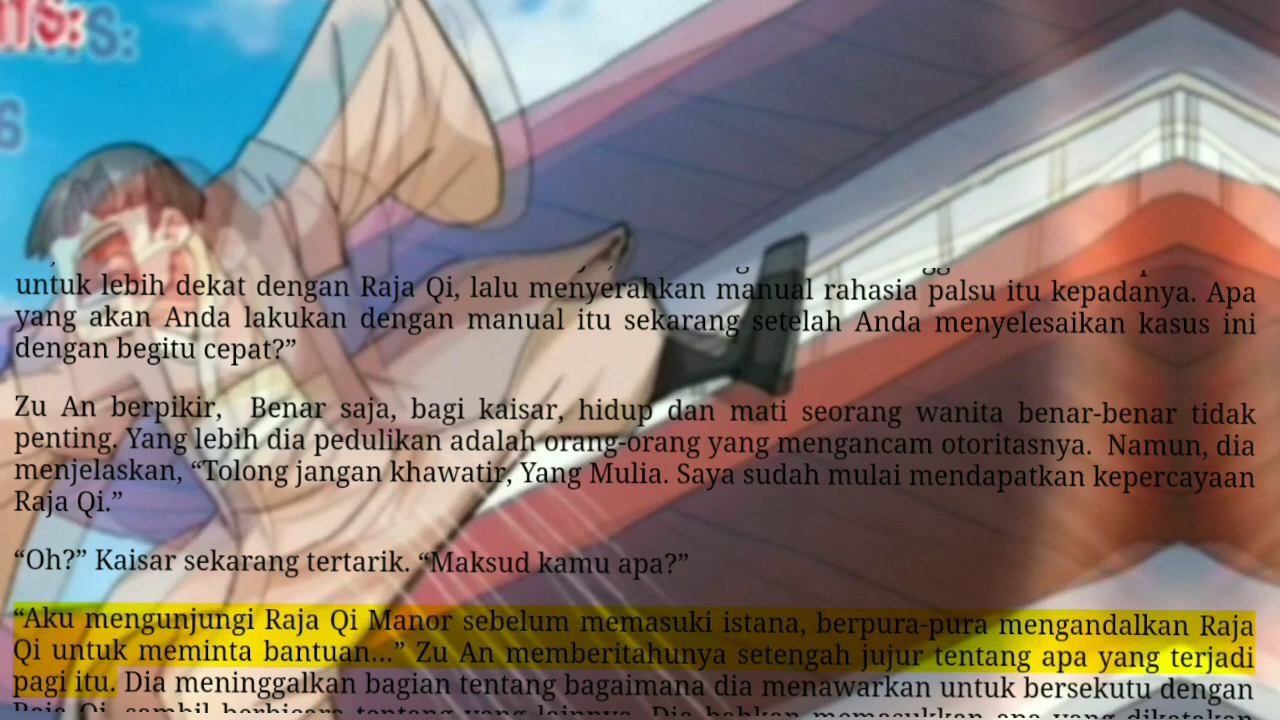 S:
6
untuk lebih dekat dengan Raja Qi, lalu menyerahkan manual rahasia palsu itu kepadanya. Apa
yang akan Anda lakukan dengan manual itu sekarang setelah Anda menyelesaikan kasus ini
dengan begitu cepat?”
Zu An berpikir,  Benar saja, bagi kaisar, hidup dan mati seorang wanita benar-benar tidak
penting. Yang lebih dia pedulikan adalah orang-orang yang mengancam otoritasnya.  Namun, dia
menjelaskan, “Tolong jangan khawatir, Yang Mulia. Saya sudah mulai mendapatkan kepercayaan
Raja Qi.”
“Oh?” Kaisar sekarang tertarik. “Maksud kamu apa?”
“Aku mengunjungi Raja Qi Manor sebelum memasuki istana, berpura-pura mengandalkan Raja
Qi untuk meminta bantuan...” Zu An memberitahunya setengah jujur tentang apa yang terjadi
pagi itu. Dia meninggalkan bagian tentang bagaimana dia menawarkan untuk bersekutu dengan